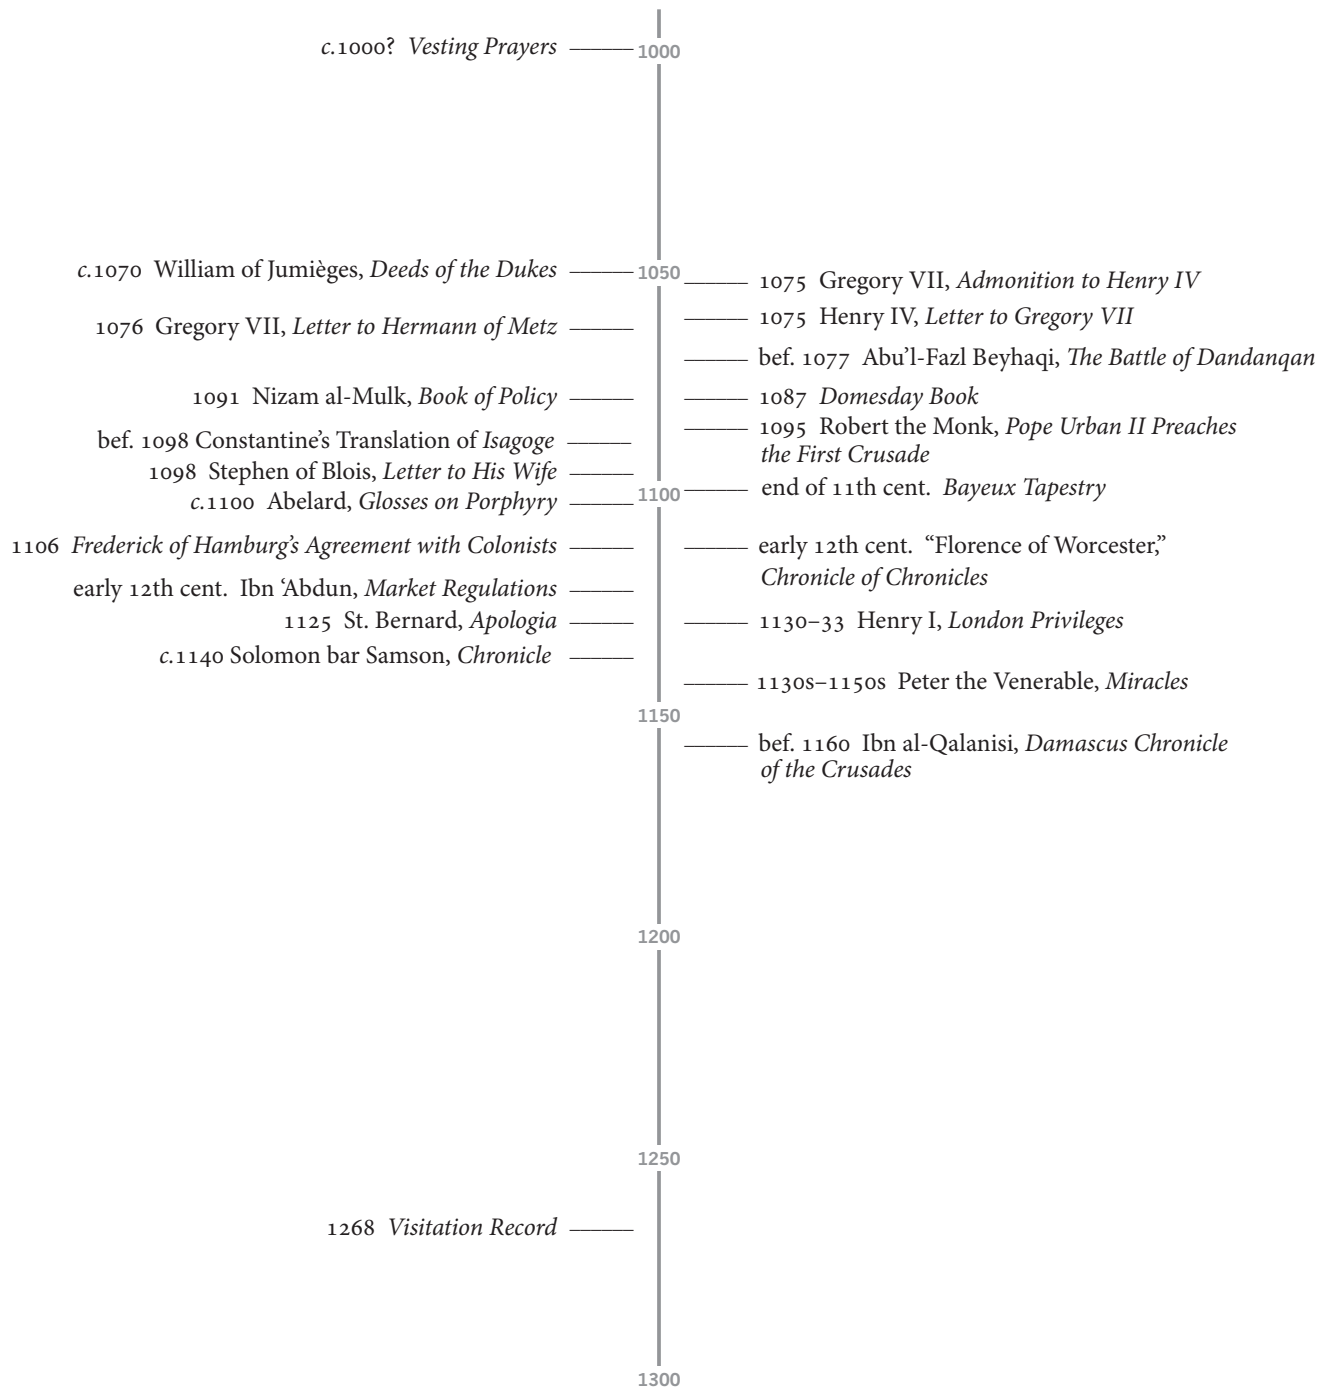 c.1000? Vesting Prayers
1000
c.1070 William of Jumièges, Deeds of the Dukes
1050
1075 Gregory VII, Admonition to Henry IV
1075 Henry IV, Letter to Gregory VII
1076 Gregory VII, Letter to Hermann of Metz
bef. 1077 Abu’l-Fazl Beyhaqi, The Battle of Dandanqan
1091 Nizam al-Mulk, Book of Policy
1087 Domesday Book
1095 Robert the Monk, Pope Urban II Preaches
the First Crusade
bef. 1098 Constantine’s Translation of Isagoge
1098 Stephen of Blois, Letter to His Wife
end of 11th cent. Bayeux Tapestry
1100
c.1100 Abelard, Glosses on Porphyry
1106 Frederick of Hamburg’s Agreement with Colonists
early 12th cent. “Florence of Worcester,”
Chronicle of Chronicles
early 12th cent. Ibn ‘Abdun, Market Regulations
1125 St. Bernard, Apologia
1130–33 Henry I, London Privileges
c.1140 Solomon bar Samson, Chronicle
1130s–1150s Peter the Venerable, Miracles
1150
bef. 1160 Ibn al-Qalanisi, Damascus Chronicle
of the Crusades
1200
1250
1268 Visitation Record
1300